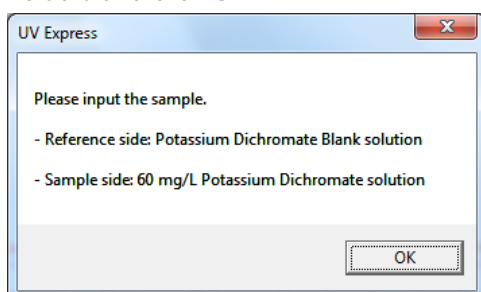 UV Express
Please input the sample.
- Reference side: Potassium Dichromate Blank solution
- Sample side: 60 mg/L Potassium Dichromate solution
OK